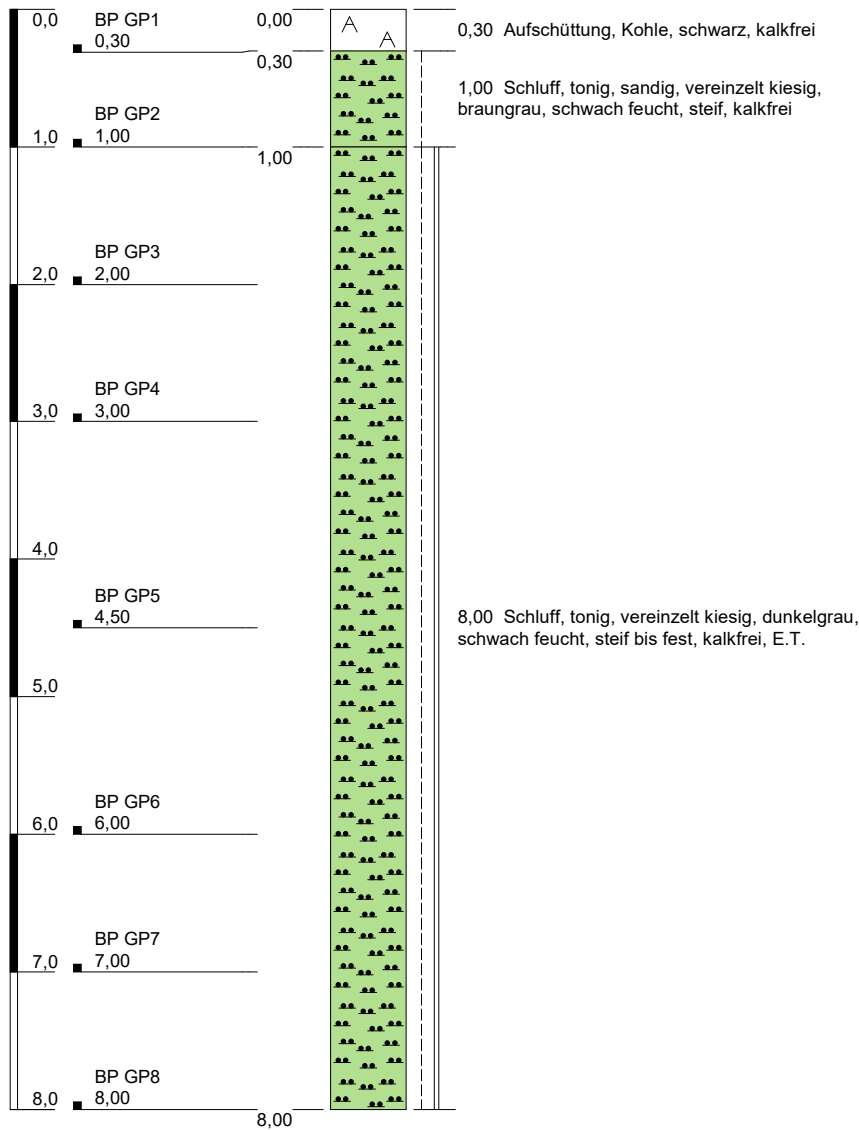 0,0
BP GP1
0,30
0,00
A
A
0,30 Aufschüttung, Kohle, schwarz, kalkfrei
0,30
1,00 Schluff, tonig, sandig, vereinzelt kiesig,
braungrau, schwach feucht, steif, kalkfrei
BP GP2
1,0
1,00
1,00
BP GP3
2,0
2,00
BP GP4
3,0
3,00
4,0
BP GP5
4,50
8,00 Schluff, tonig, vereinzelt kiesig, dunkelgrau,
schwach feucht, steif bis fest, kalkfrei, E.T.
5,0
BP GP6
6,0
6,00
BP GP7
7,0
7,00
BP GP8
8,0
8,00
8,00